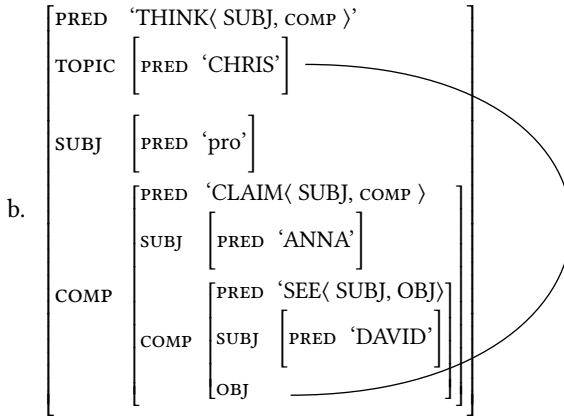 PRED ‘THINK⟨ SUBJ, COMP ⟩’
TOPIC [PRED ‘CHRIS’]
SUBJ [PRED ‘pro’]
b.
PRED ‘CLAIM⟨ SUBJ, COMP ⟩
SUBJ [PRED ‘ANNA’]
COMP
PRED ‘SEE⟨ SUBJ, OBJ⟩
COMP SUBJ [PRED ‘DAVID’]
OBJ